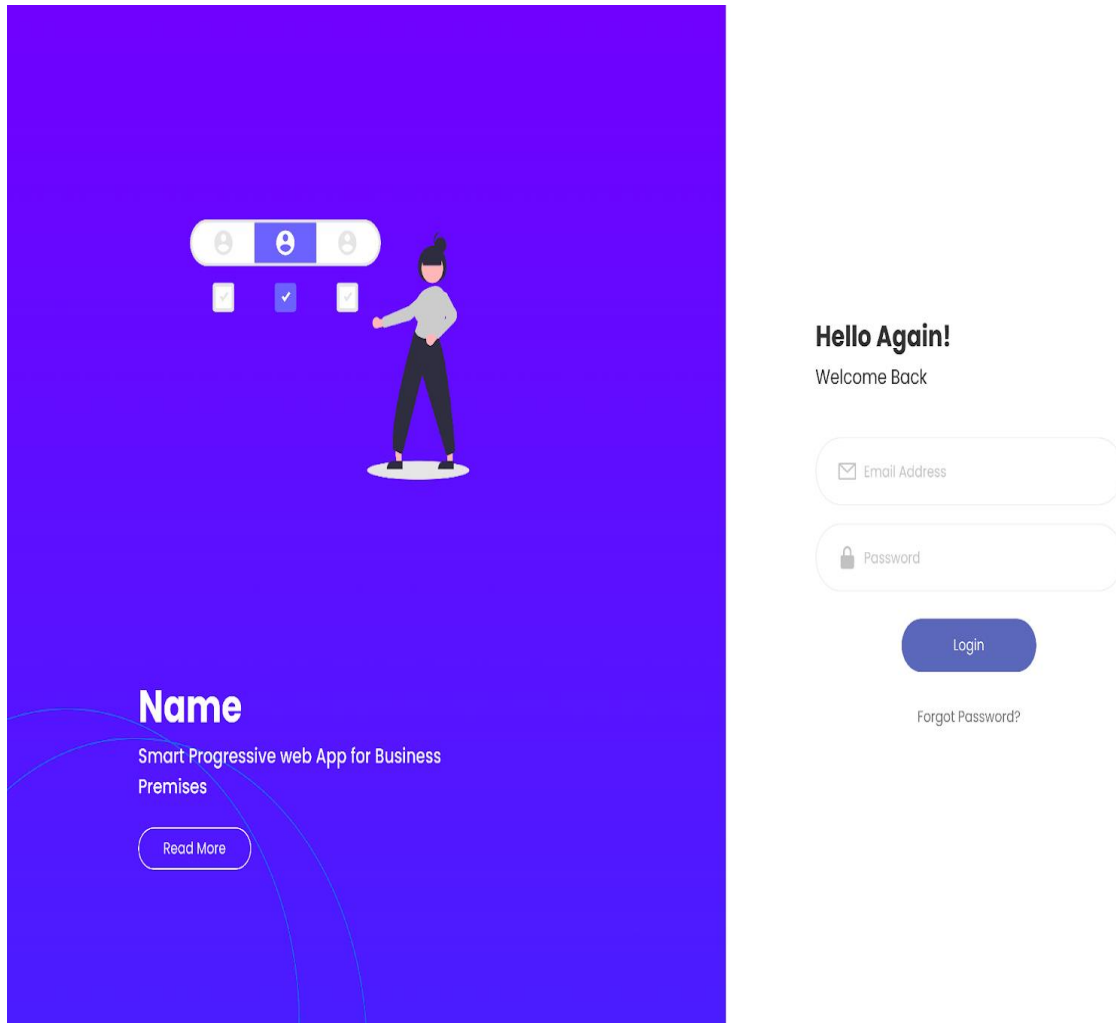 Name
Smart Progressive web App for Business
Premises
Read More
Hello Again!
Welcome Back
Email Address
Password
Login
Forgot Password?